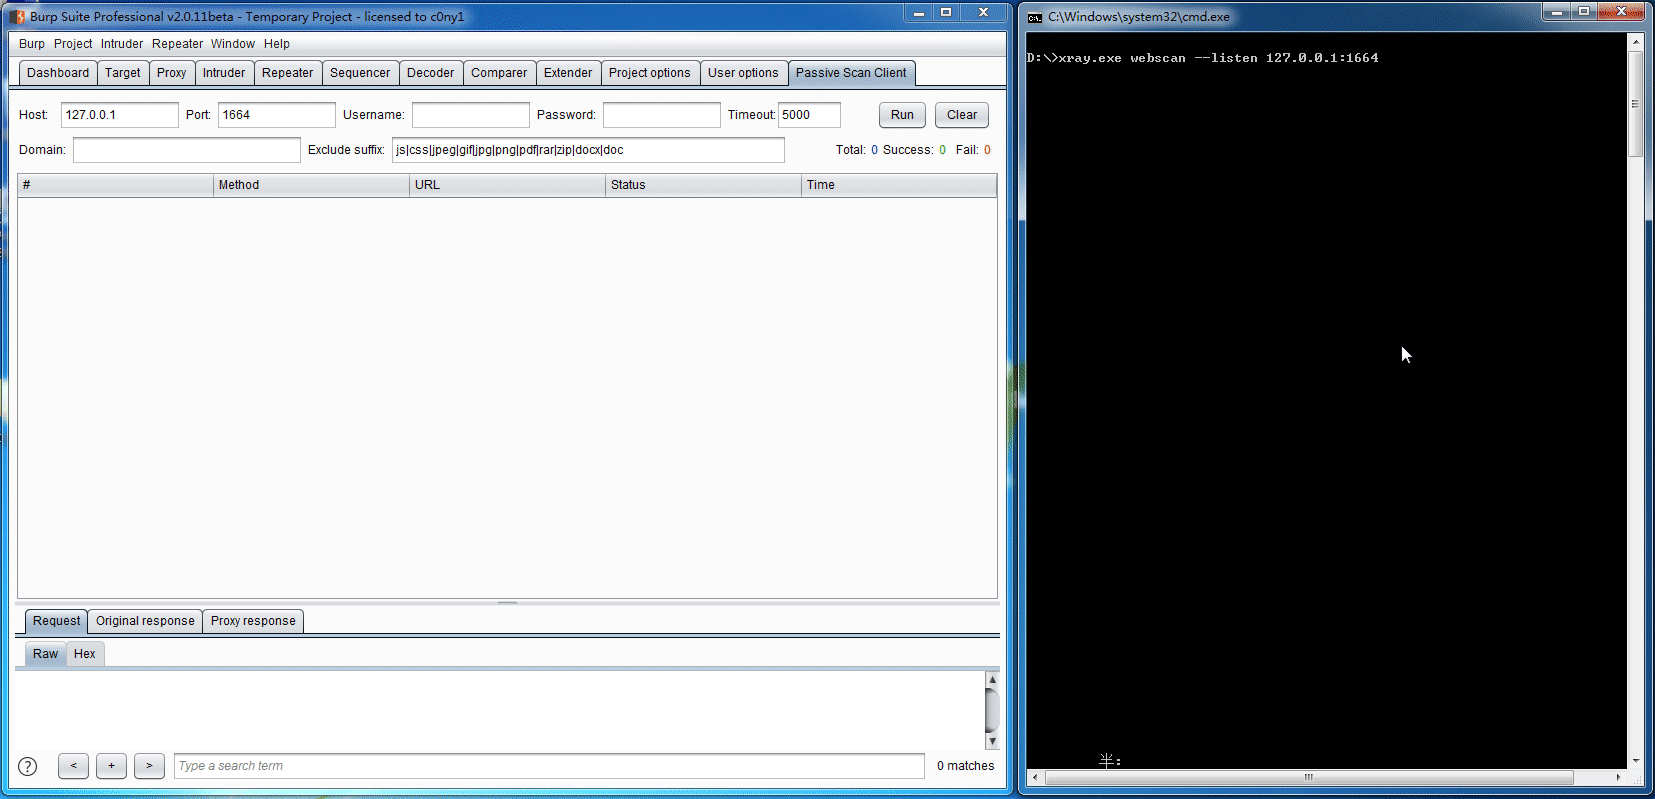 Burp Suite Professional v2.0.11beta - Temporary Project - licensed to c0ny1
Burp Project Intruder Repeater Window Help
Dashboard Target Proxy Intruder Repeater Sequencer Decoder Comparer Extender Project options User options Passive Scan Client
Host: 127.0.0.1 Port: 1664 Username: Password: Timeout: 5000 Run Clear
Domain: Exclude suffix: js|css|jpeg|gif|jpg|png|pdf|rar|zip|docx|doc Total: 0 Success: 0 Fail: 0
# Method URL Status Time
Request Original response Proxy response
Raw Hex
? < + > Type a search term 0 matches
C:\Windows\system32\cmd.exe
D:\>xray.exe webscan --listen 127.0.0.1:1664
半: